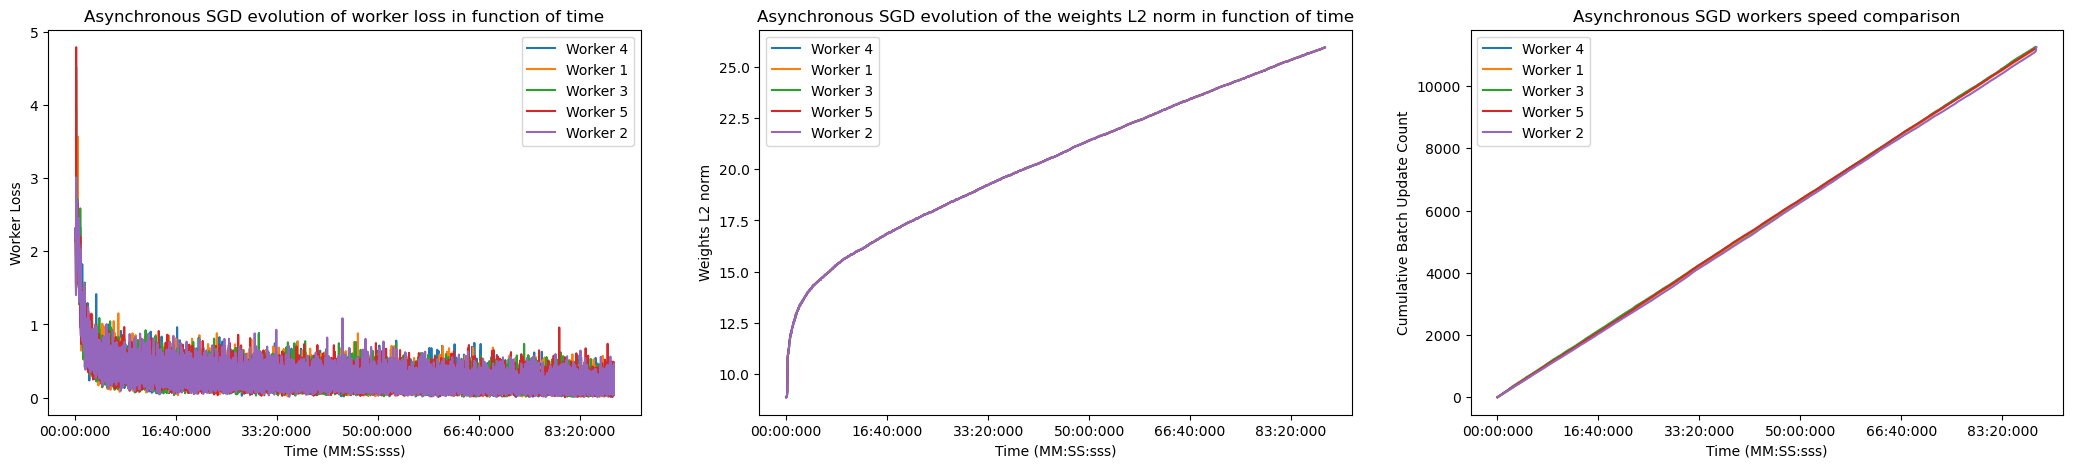 Asynchronous SGD evolution of worker loss in function of time
Worker Loss
5
4
3
2
1
0
Worker 4
Worker 1
Worker 3
Worker 5
Worker 2
00:00:000 16:40:000 33:20:000 50:00:000 66:40:000 83:20:000
Time (MM:SS:sss)
Asynchronous SGD evolution of the weights L2 norm in function of time
Weights L2 norm
25.0
22.5
20.0
17.5
15.0
12.5
10.0
Worker 4
Worker 1
Worker 3
Worker 5
Worker 2
00:00:000 16:40:000 33:20:000 50:00:000 66:40:000 83:20:000
Time (MM:SS:sss)
Asynchronous SGD workers speed comparison
Cumulative Batch Update Count
10000
8000
6000
4000
2000
0
Worker 4
Worker 1
Worker 3
Worker 5
Worker 2
00:00:000 16:40:000 33:20:000 50:00:000 66:40:000 83:20:000
Time (MM:SS:sss)